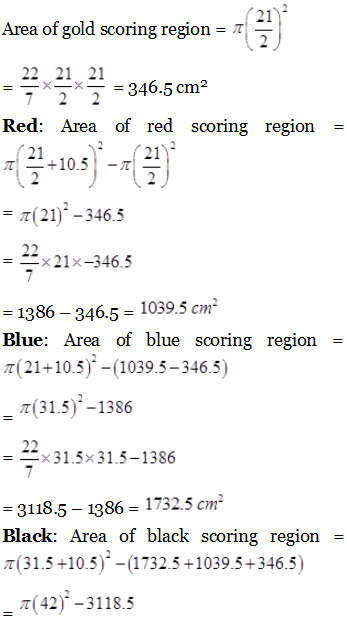 Area of gold scoring region = π(21/2)²
= 22/7 × 21/2 × 21/2 = 346.5 cm²
Red: Area of red scoring region =
π(21/2+10.5)² − π(21/2)²
= π(21)² − 346.5
= 22/7 × 21 × −346.5
= 1386 – 346.5 = 1039.5 cm²
Blue: Area of blue scoring region =
π(21+10.5)² − (1039.5 − 346.5)
= π(31.5)² − 1386
= 22/7 × 31.5 × 31.5 − 1386
= 3118.5 – 1386 = 1732.5 cm²
Black: Area of black scoring region =
π(31.5+10.5)² − (1732.5 + 1039.5 + 346.5)
= π(42)² − 3118.5